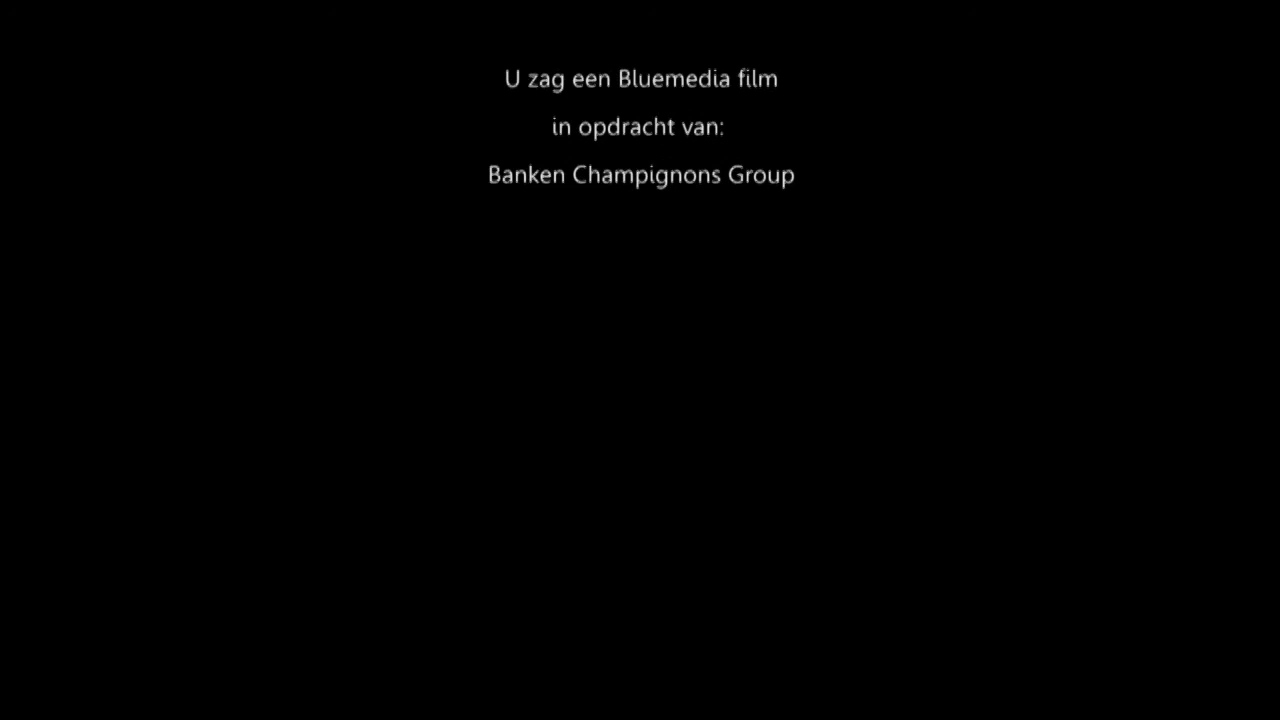 U zag een Bluemedia film
in opdracht van:
Banken Champignons Group